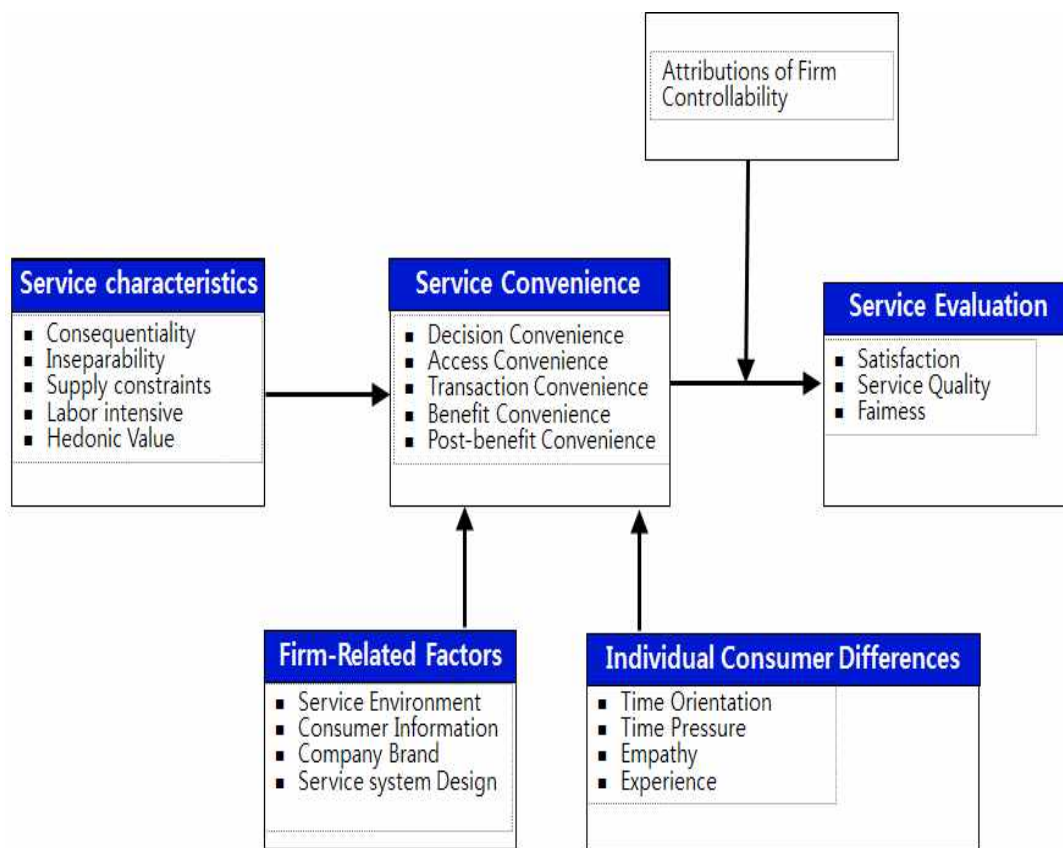 Attributions of Firm
Controllability
Service characteristics
▪ Consequentiality
▪ Inseparability
▪ Supply constraints
▪ Labor intensive
▪ Hedonic Value
Service Convenience
▪ Decision Convenience
▪ Access Convenience
▪ Transaction Convenience
▪ Benefit Convenience
▪ Post-benefit Convenience
Service Evaluation
▪ Satisfaction
▪ Service Quality
▪ Faimess
Firm-Related Factors
▪ Service Environment
▪ Consumer Information
▪ Company Brand
▪ Service system Design
Individual Consumer Differences
▪ Time Orientation
▪ Time Pressure
▪ Empathy
▪ Experience